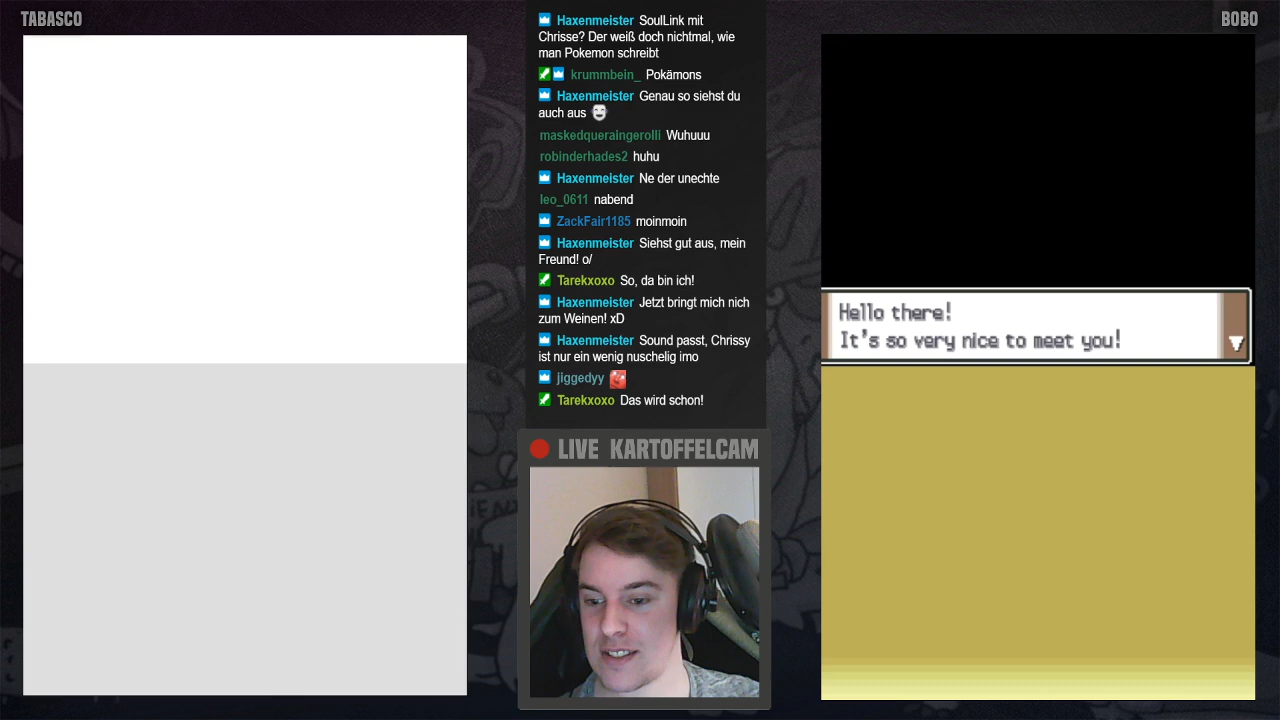 TABASCO
BOBO
Haxenmeister SoulLink mit
Chrisse? Der weiß doch nichtmal, wie
man Pokemon schreibt
krummbein_ Pokämons
Haxenmeister Genau so siehst du
auch aus
maskedqueraingerolli Wuhuuu
robinderhades2 huhu
Haxenmeister Ne der unechte
leo_0611 nabend
ZackFair1185 moinmoin
Haxenmeister Siehst gut aus, mein
Freund! o/
Tarekxoxo So, da bin ich!
Haxenmeister Jetzt bringt mich nich
zum Weinen! xD
Haxenmeister Sound passt, Chrissy
ist nur ein wenig nuschelig imo
jiggedyy
Tarekxoxo Das wird schon!
LIVE KARTOFFELCAM
Hello there!
It's so very nice to meet you!